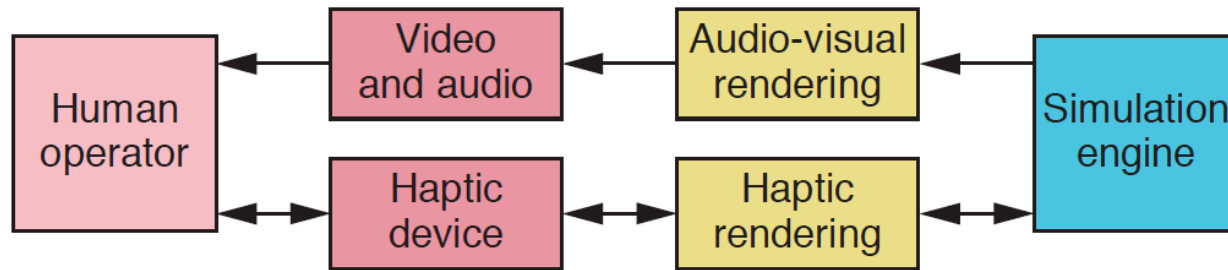 Human
operator
Video
and audio
Audio-visual
rendering
Simulation
engine
Haptic
device
Haptic
rendering